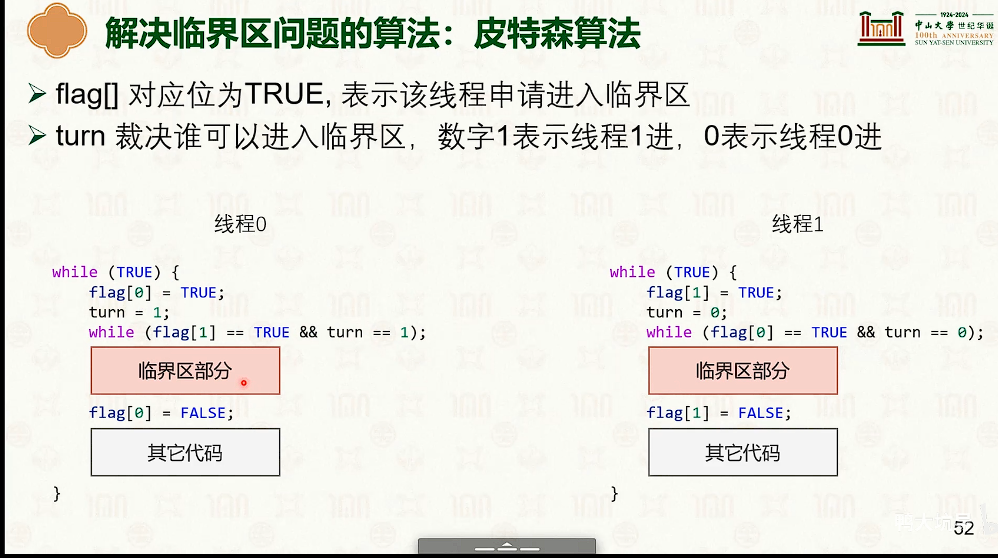 解决临界区问题的算法：皮特森算法
1924-2024
中山大學 世纪华诞
100th ANNIVERSARY
SUN YAT-SEN UNIVERSITY
flag[] 对应位为TRUE, 表示该线程申请进入临界区
turn 裁决谁可以进入临界区，数字1表示线程1进，0表示线程0进
线程0
while (TRUE) {
flag[0] = TRUE;
turn = 1;
while (flag[1] == TRUE && turn == 1);
临界区部分
flag[0] = FALSE;
其它代码
}
线程1
while (TRUE) {
flag[1] = TRUE;
turn = 0;
while (flag[0] == TRUE && turn == 0);
临界区部分
flag[1] = FALSE;
其它代码
}
52